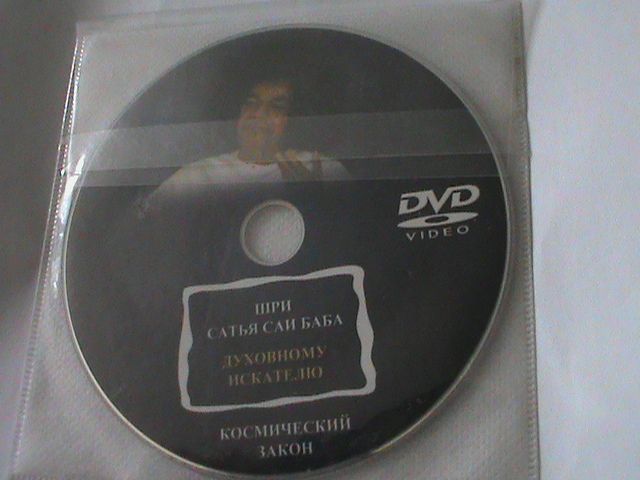 DVD
VIDEO
ШРИ
САТЬЯ САИ БАБА
ДУХОВНОМУ
ИСКАТЕЛЮ
КОСМИЧЕСКИЙ
ЗАКОН